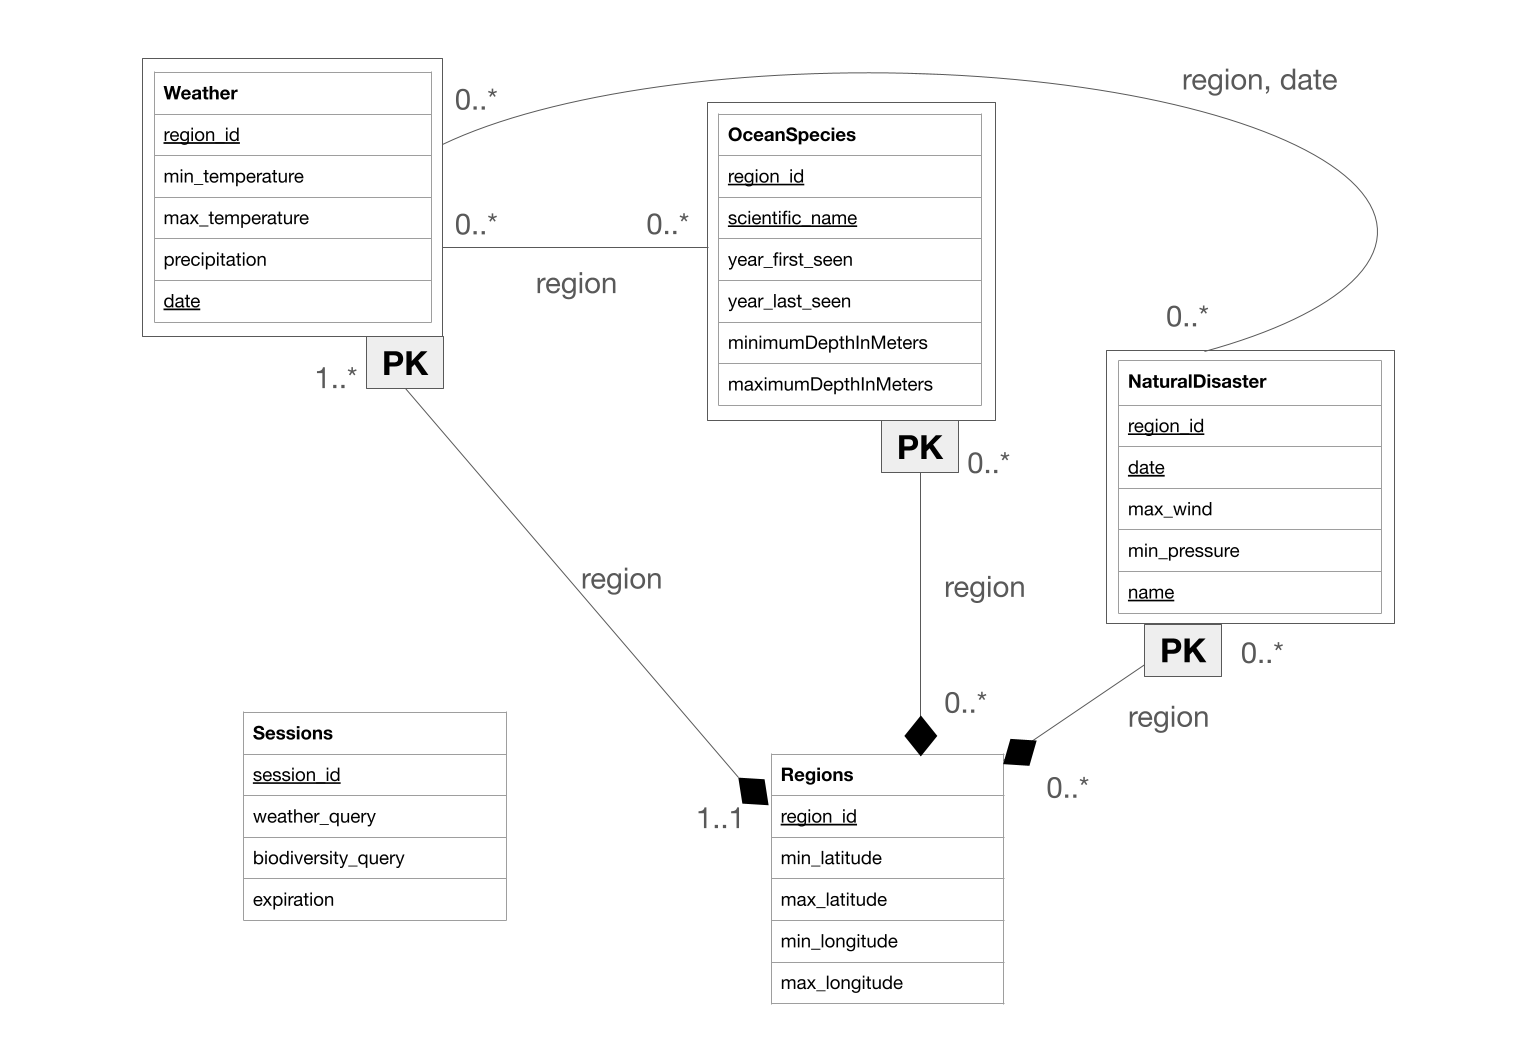 Weather
region_id
min_temperature
max_temperature
precipitation
date
PK
0..*
0..*
1..*
region, date
OceanSpecies
region_id
scientific_name
year_first_seen
year_last_seen
minimumDepthInMeters
maximumDepthInMeters
PK
0..*
region
0..*
0..*
NaturalDisaster
region_id
date
max_wind
min_pressure
name
PK
0..*
region
region
region
0..*
1..1
0..*
Sessions
session_id
weather_query
biodiversity_query
expiration
Regions
region_id
min_latitude
max_latitude
min_longitude
max_longitude